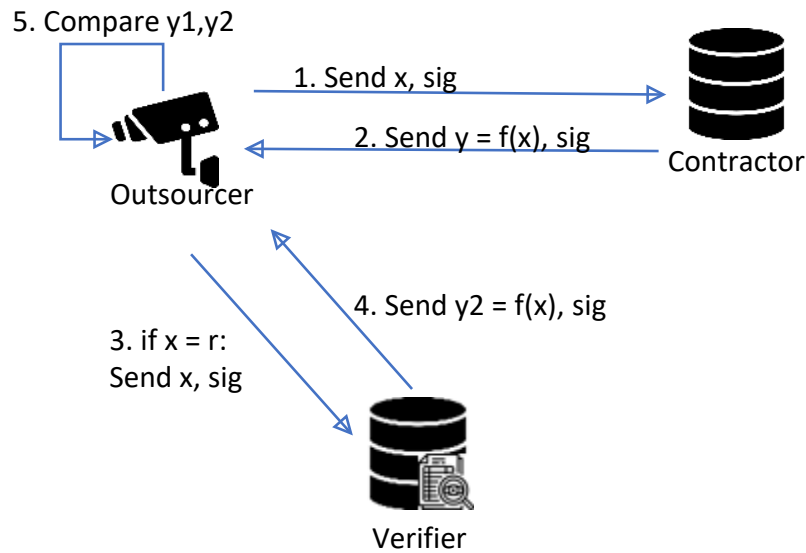 5. Compare y1,y2
1. Send x, sig
2. Send y = f(x), sig
Contractor
Outsourcer
4. Send y2 = f(x), sig
3. if x = r:
Send x, sig
Verifier